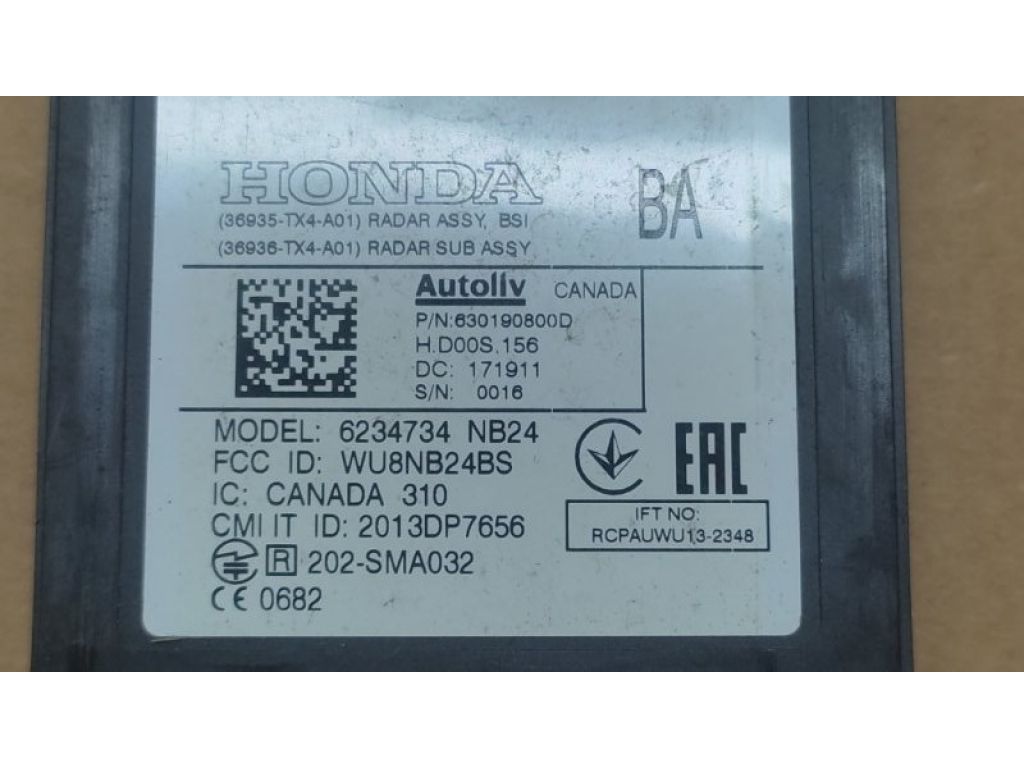 HONDA
BA
(36935-TX4-A01) RADAR ASSY, BSI
(36936-TX4-A01) RADAR SUB ASSY
Autoliv CANADA
P/N:630190800D
H.D00S.156
DC: 171911
S/N: 0016
MODEL: 6234734 NB24
FCC ID: WU8NB24BS
IC: CANADA 310
CMI IT ID: 2013DP7656
R 202-SMA032
CE 0682
EAC
IFT NO:
RCPAUWU13-2348